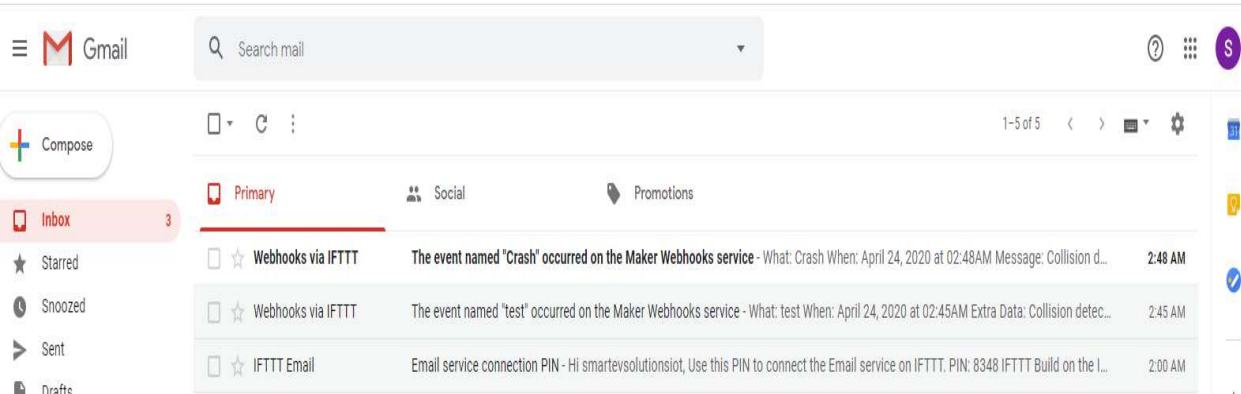 Gmail
Search mail
S
Compose
1–5 of 5
31
Primary Social Promotions
Inbox 3
Starred
Snoozed
Sent
Drafts
Webhooks via IFTTT The event named "Crash" occurred on the Maker Webhooks service - What: Crash When: April 24, 2020 at 02:48AM Message: Collision d... 2:48 AM
Webhooks via IFTTT The event named "test" occurred on the Maker Webhooks service - What: test When: April 24, 2020 at 02:45AM Extra Data: Collision detec... 2:45 AM
IFTTT Email Email service connection PIN - Hi smartevsolutionsiot, Use this PIN to connect the Email service on IFTTT. PIN: 8348 IFTTT Build on the I... 2:00 AM